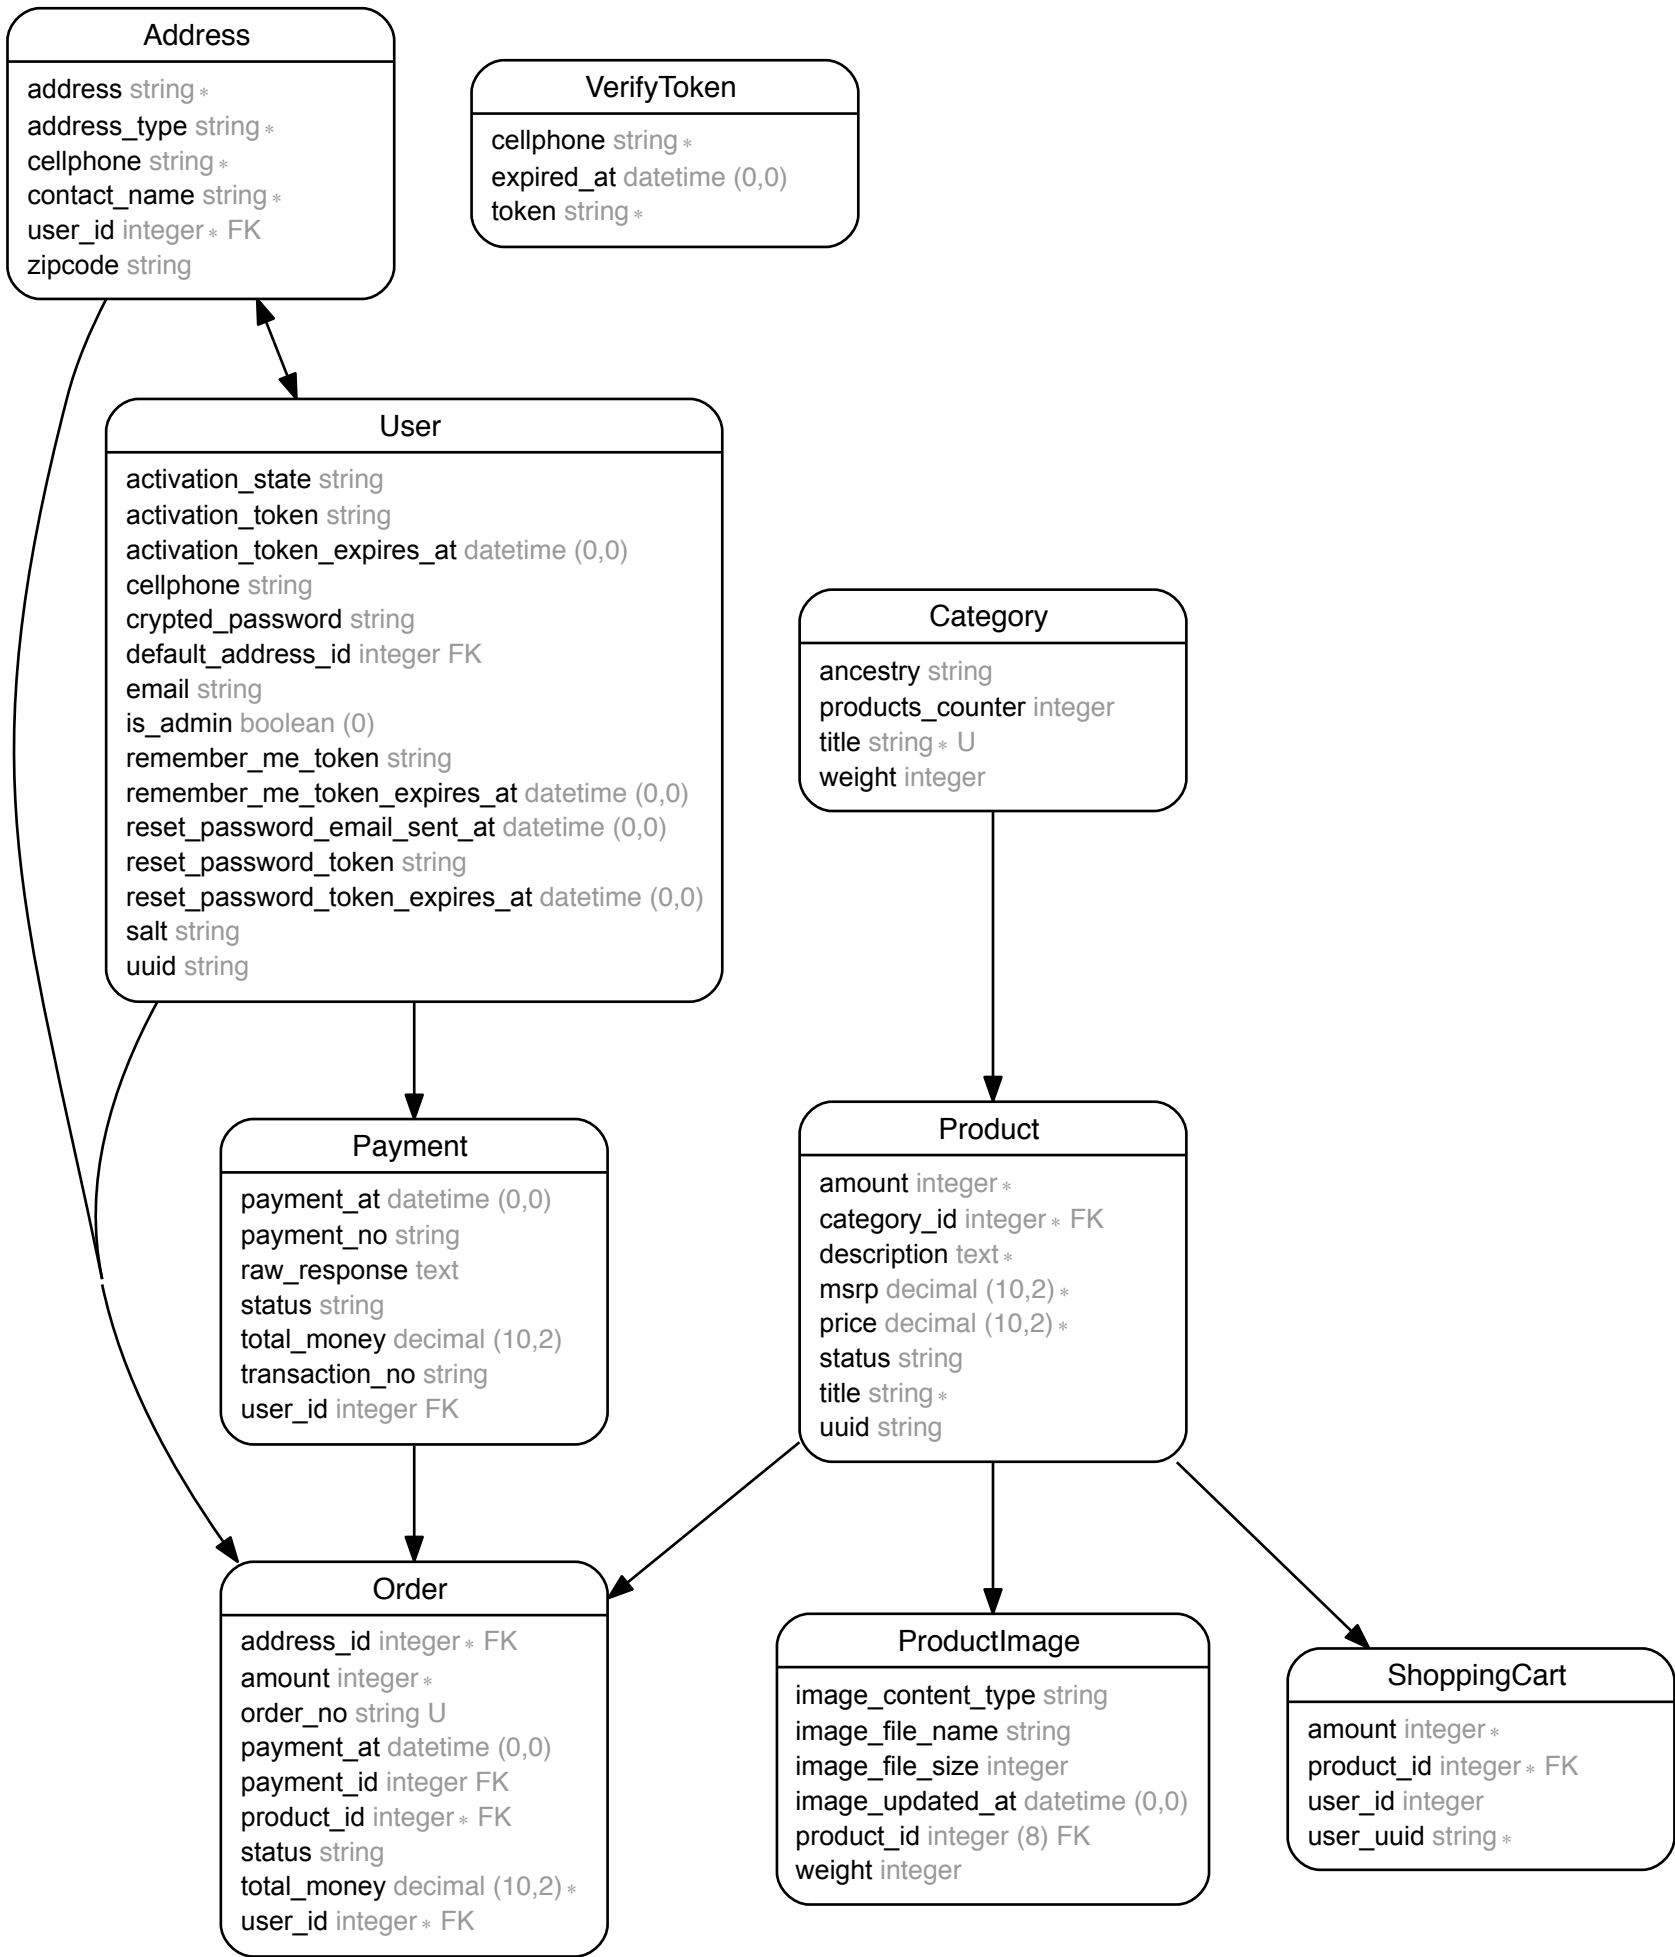 Address
address string *
address_type string *
cellphone string *
contact_name string *
user_id integer * FK
zipcode string
VerifyToken
cellphone string *
expired_at datetime (0,0)
token string *
User
activation_state string
activation_token string
activation_token_expires_at datetime (0,0)
cellphone string
crypted_password string
default_address_id integer FK
email string
is_admin boolean (0)
remember_me_token string
remember_me_token_expires_at datetime (0,0)
reset_password_email_sent_at datetime (0,0)
reset_password_token string
reset_password_token_expires_at datetime (0,0)
salt string
uuid string
Category
ancestry string
products_counter integer
title string * U
weight integer
Payment
payment_at datetime (0,0)
payment_no string
raw_response text
status string
total_money decimal (10,2)
transaction_no string
user_id integer FK
Product
amount integer *
category_id integer * FK
description text *
msrp decimal (10,2) *
price decimal (10,2) *
status string
title string *
uuid string
Order
address_id integer * FK
amount integer *
order_no string U
payment_at datetime (0,0)
payment_id integer FK
product_id integer * FK
status string
total_money decimal (10,2) *
user_id integer * FK
ProductImage
image_content_type string
image_file_name string
image_file_size integer
image_updated_at datetime (0,0)
product_id integer (8) FK
weight integer
ShoppingCart
amount integer *
product_id integer * FK
user_id integer
user_uuid string *